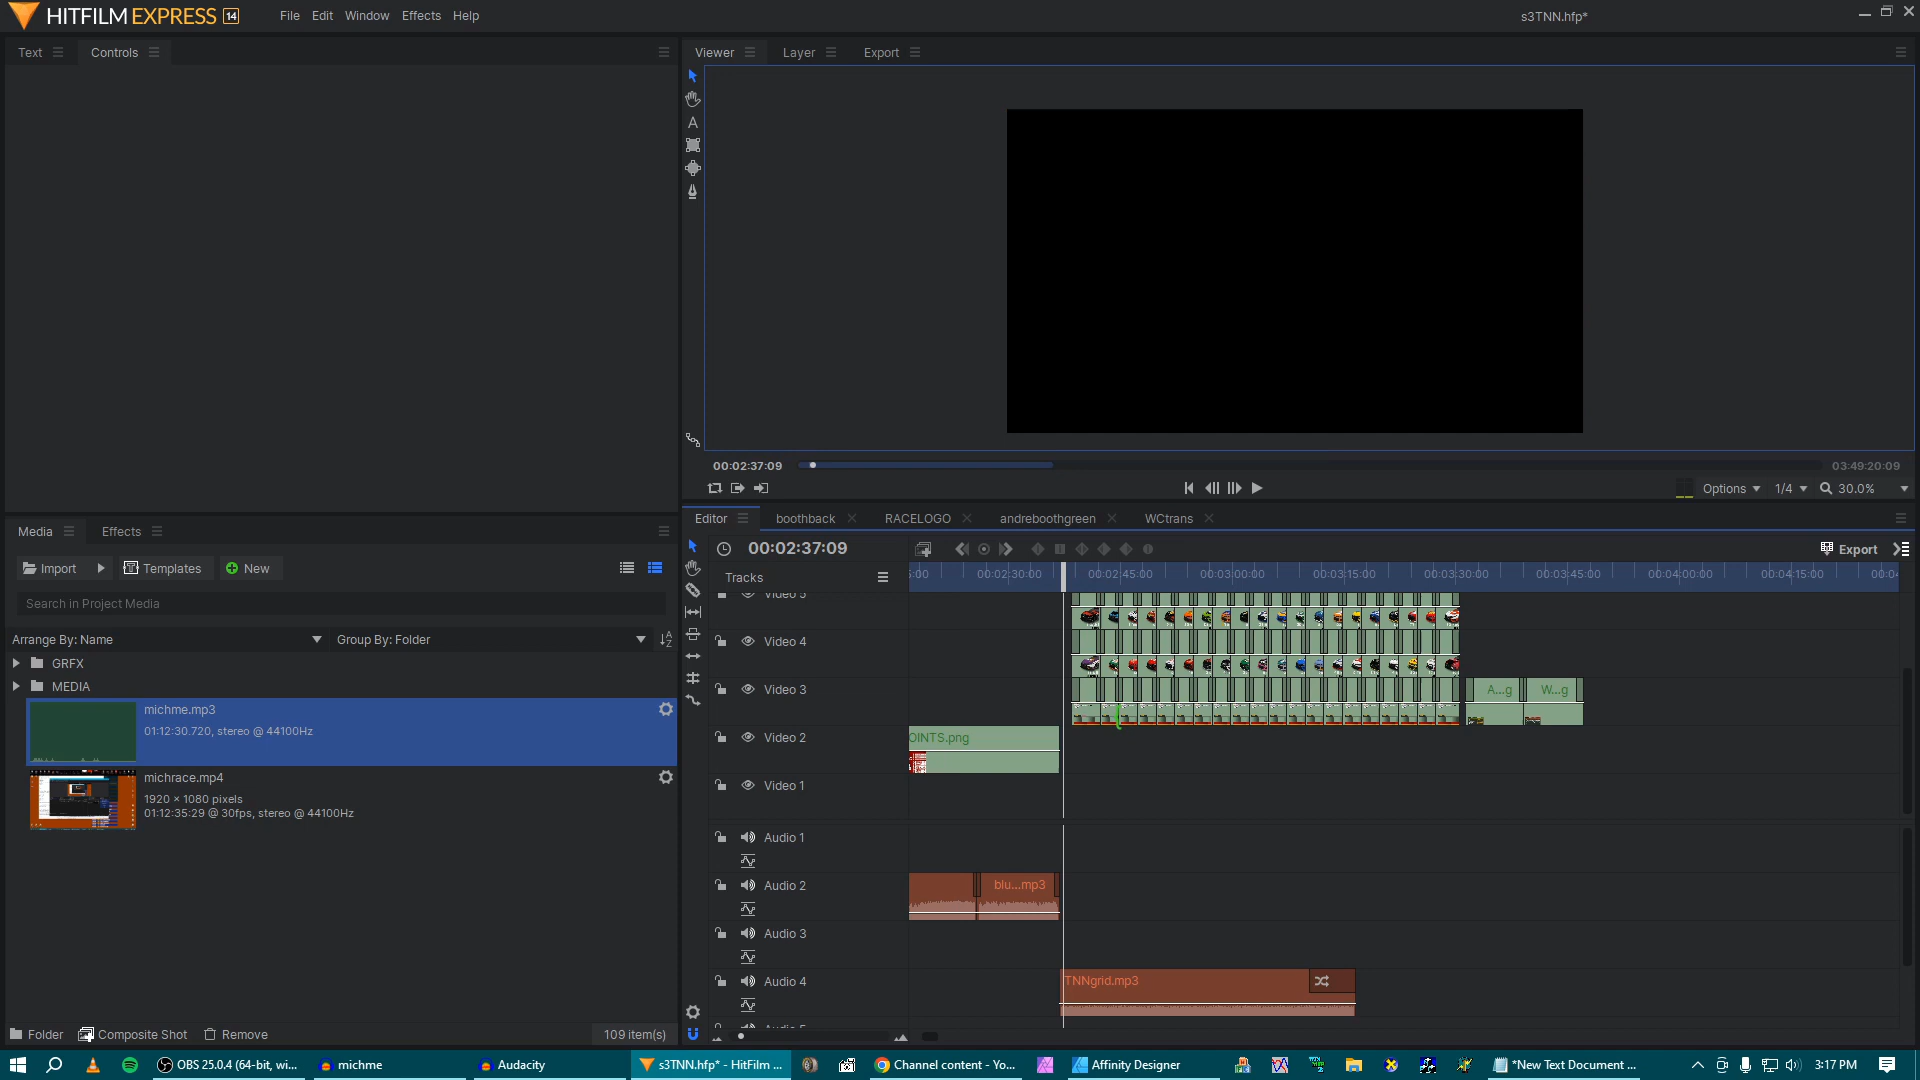 HITFILM EXPRESS 14
File Edit Window Effects Help
s3TNN.hfp*
Text Controls
Viewer Layer Export
00:02:37:09
03:49:20:09
Options 1/4 30.0%
Media Effects
Import Templates New
Search in Project Media
Arrange By: Name Group By: Folder
GRFX
MEDIA
michme.mp3
01:12:30.720, stereo @ 44100Hz
michrace.mp4
1920 × 1080 pixels
01:12:35:29 @ 30fps, stereo @ 44100Hz
Folder Composite Shot Remove 109 item(s)
Editor boothback RACELOGO andreboothgreen WCtrans
00:02:37:09
Export
Tracks
5:00 00:02:30:00 00:02:45:00 00:03:00:00 00:03:15:00 00:03:30:00 00:03:45:00 00:04:00:00 00:04:15:00 00:04
Video 5
Video 4
Video 3
A...g W...g
Video 2
OINTS.png
Video 1
Audio 1
Audio 2
blu...mp3
Audio 3
Audio 4
TNNgrid.mp3
Audio 5
OBS 25.0.4 (64-bit, wi... michme Audacity s3TNN.hfp* - HitFilm ... Channel content - Yo... Affinity Designer *New Text Document ... 3:17 PM